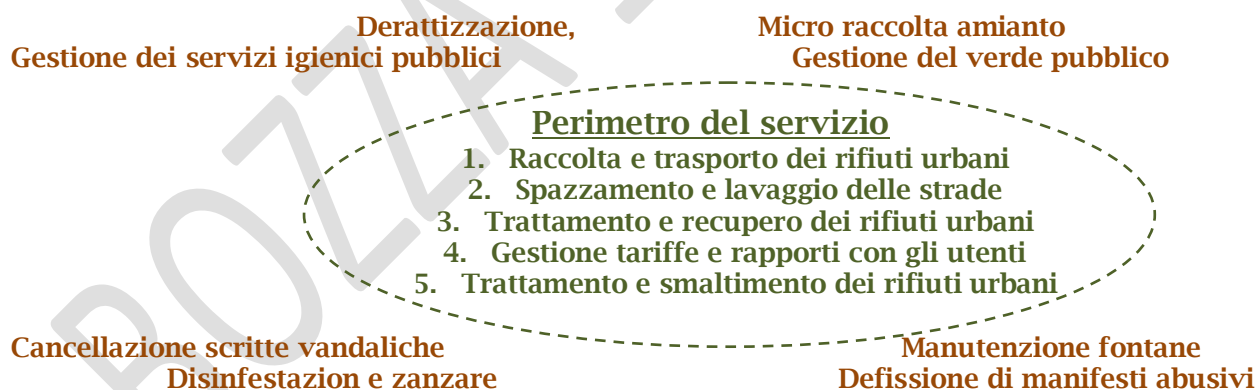 Derattizzazione,
Micro raccolta amianto
Gestione dei servizi igienici pubblici
Gestione del verde pubblico
Perimetro del servizio
1. Raccolta e trasporto dei rifiuti urbani
2. Spazzamento e lavaggio delle strade
3. Trattamento e recupero dei rifiuti urbani
4. Gestione tariffe e rapporti con gli utenti
5. Trattamento e smaltimento dei rifiuti urbani
Cancellazione scritte vandaliche
Manutenzione fontane
Disinfestazion e zanzare
Defissione di manifesti abusivi